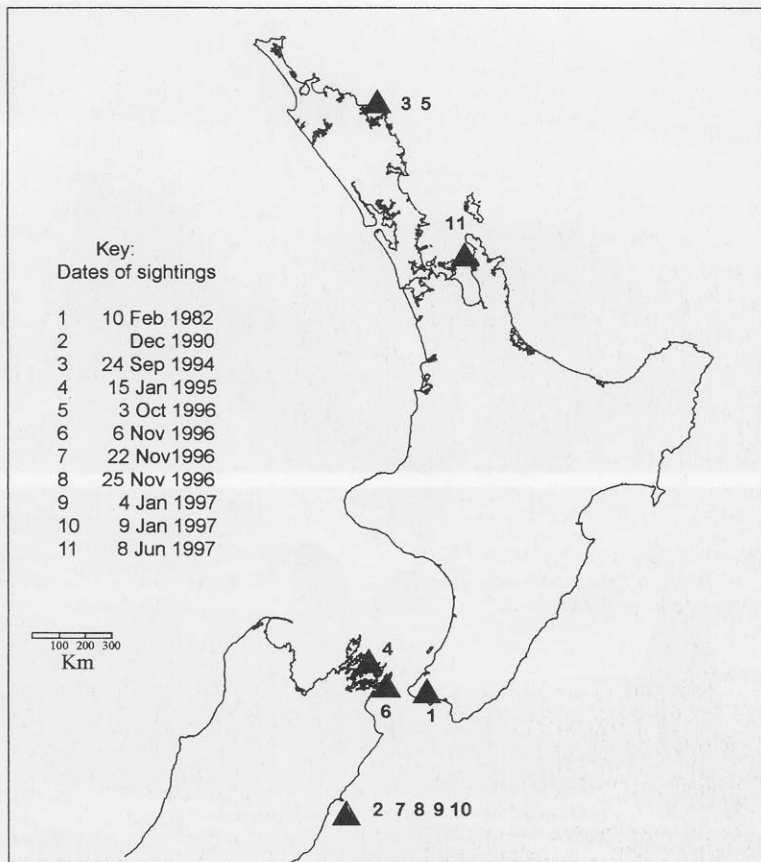 3 5
11
Key:
Dates of sightings
1 10 Feb 1982
2 Dec 1990
3 24 Sep 1994
4 15 Jan 1995
5 3 Oct 1996
6 6 Nov 1996
7 22 Nov1996
8 25 Nov 1996
9 4 Jan 1997
10 9 Jan 1997
11 8 Jun 1997
100 200 300
Km
4
6 1
2 7 8 9 10